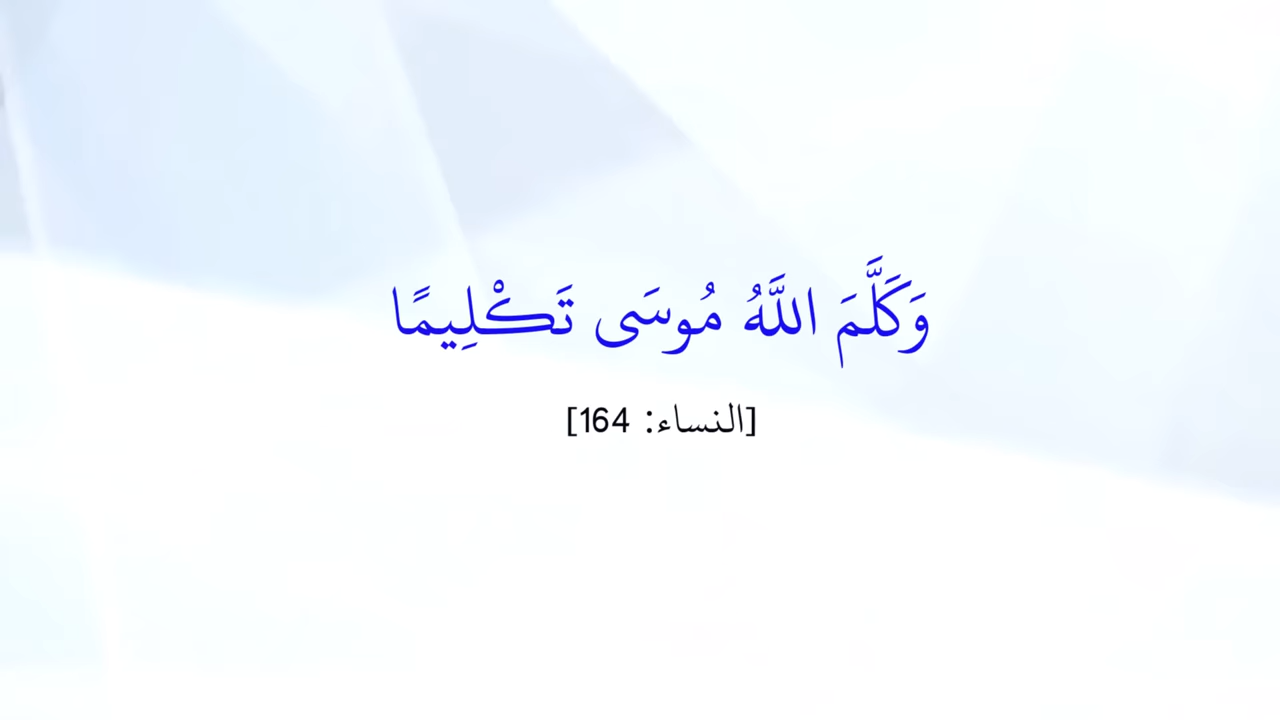 وَكَلَّمَ اللَّهُ مُوسَى تَكْلِيمًا
[النساء: 164]